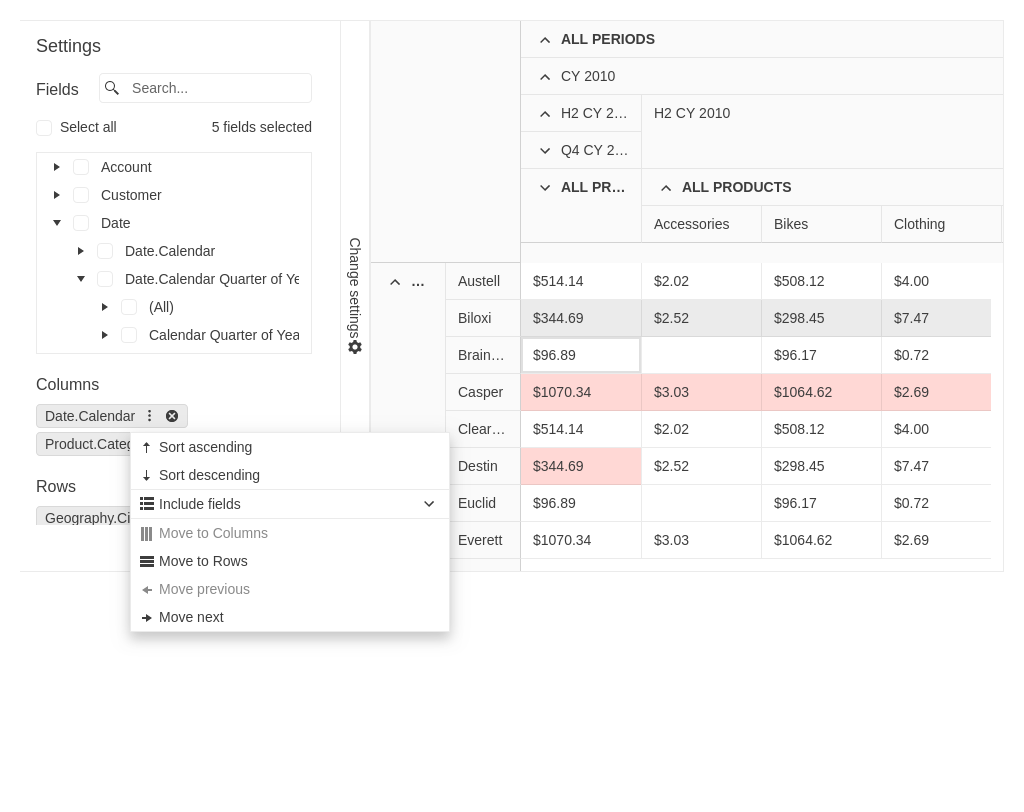 Settings
Fields
Search...
Select all
5 fields selected
Account
Customer
Date
Date.Calendar
Date.Calendar Quarter of Ye
(All)
Calendar Quarter of Yea
Columns
Date.Calendar
Product.Categ
Rows
Geography.Ci
Sort ascending
Sort descending
Include fields
Move to Columns
Move to Rows
Move previous
Move next
Change settings
ALL PERIODS
CY 2010
H2 CY 2… H2 CY 2010
Q4 CY 2…
ALL PR… ALL PRODUCTS
Accessories Bikes Clothing
… Austell $514.14 $2.02 $508.12 $4.00
Biloxi $344.69 $2.52 $298.45 $7.47
Brain… $96.89 $96.17 $0.72
Casper $1070.34 $3.03 $1064.62 $2.69
Clear… $514.14 $2.02 $508.12 $4.00
Destin $344.69 $2.52 $298.45 $7.47
Euclid $96.89 $96.17 $0.72
Everett $1070.34 $3.03 $1064.62 $2.69